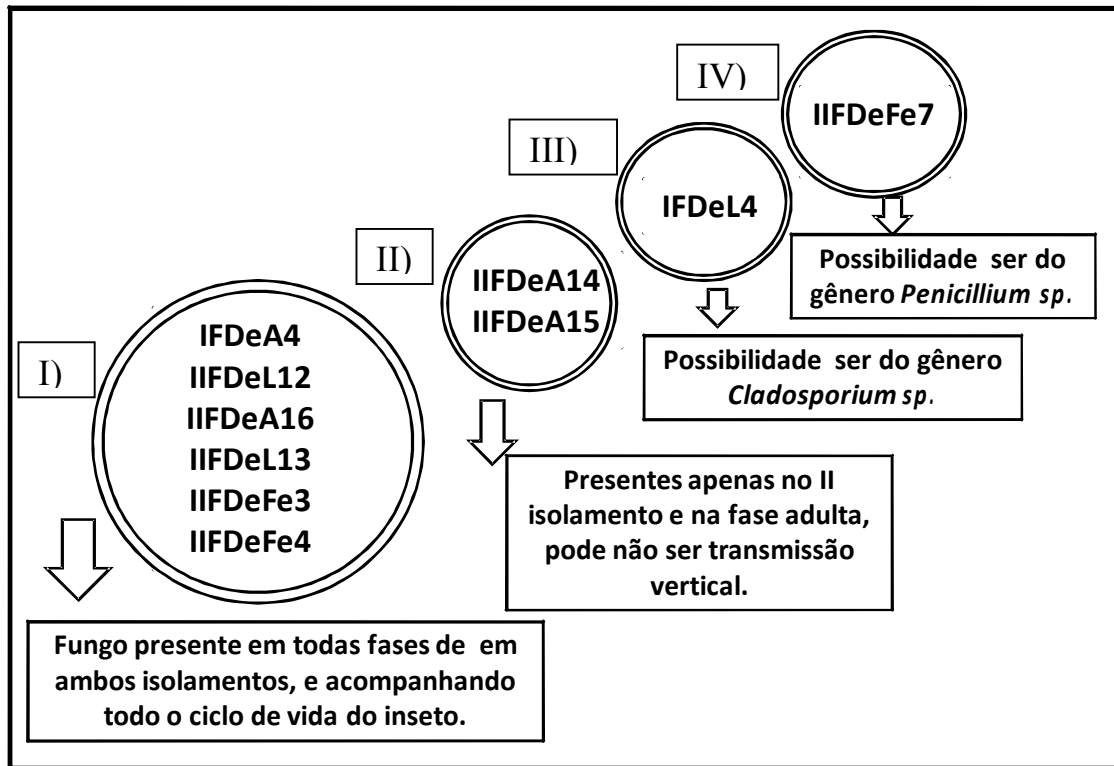 I)
IFDeA4
IIFDeL12
IIFDeA16
IIFDeL13
IIFDeFe3
IIFDeFe4
Fungo presente em todas fases de em
ambos isolamentos, e acompanhando
todo o ciclo de vida do inseto.
II)
IIFDeA14
IIFDeA15
Presentes apenas no II
isolamento e na fase adulta,
pode não ser transmissão
vertical.
III)
IFDeL4
Possibilidade ser do gênero
Cladosporium sp.
IV)
IIFDeFe7
Possibilidade ser do
gênero Penicillium sp.